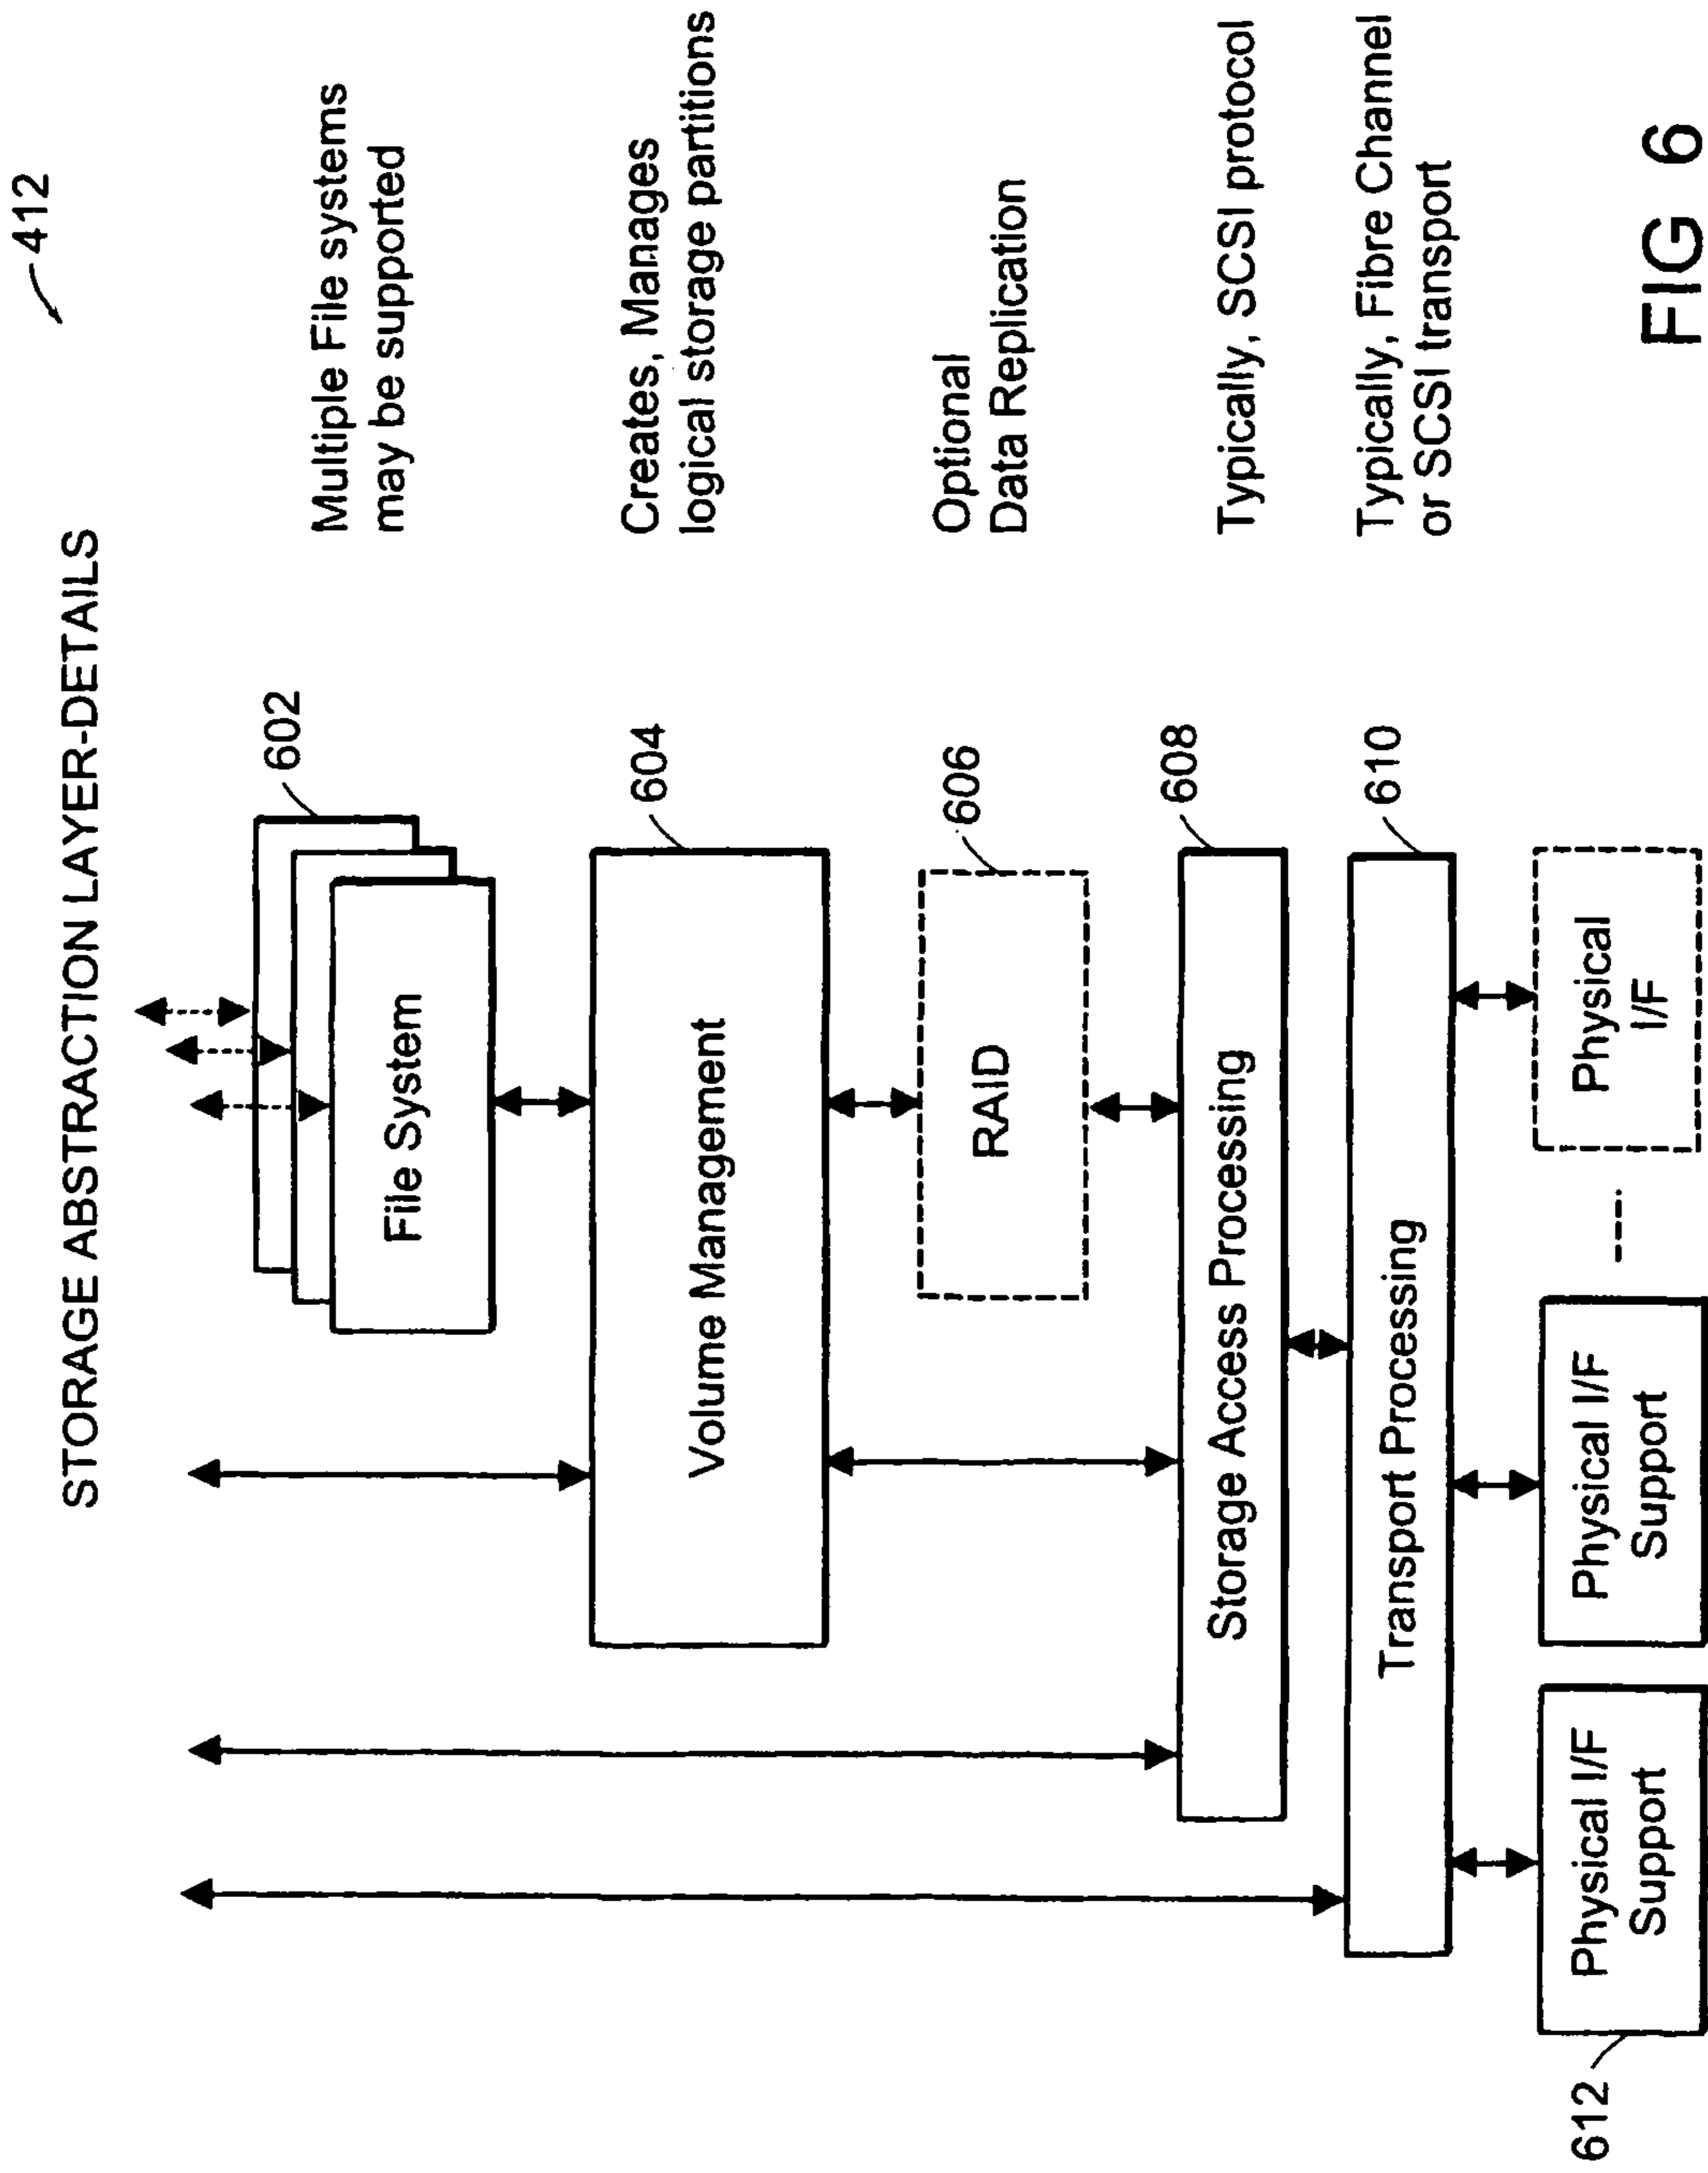 412
STORAGE ABSTRACTION LAYER-DETAILS
602
File System
Multiple File systems
may be supported
604
Volume Management
Creates, Manages
logical storage partitions
606
RAID
Optional
Data Replication
608
Storage Access Processing
Typically, SCSI protocol
610
Transport Processing
Typically, Fibre Channel
or SCSI transport
612
Physical I/F
Support
Physical I/F
Support
Physical
I/F
FIG 6